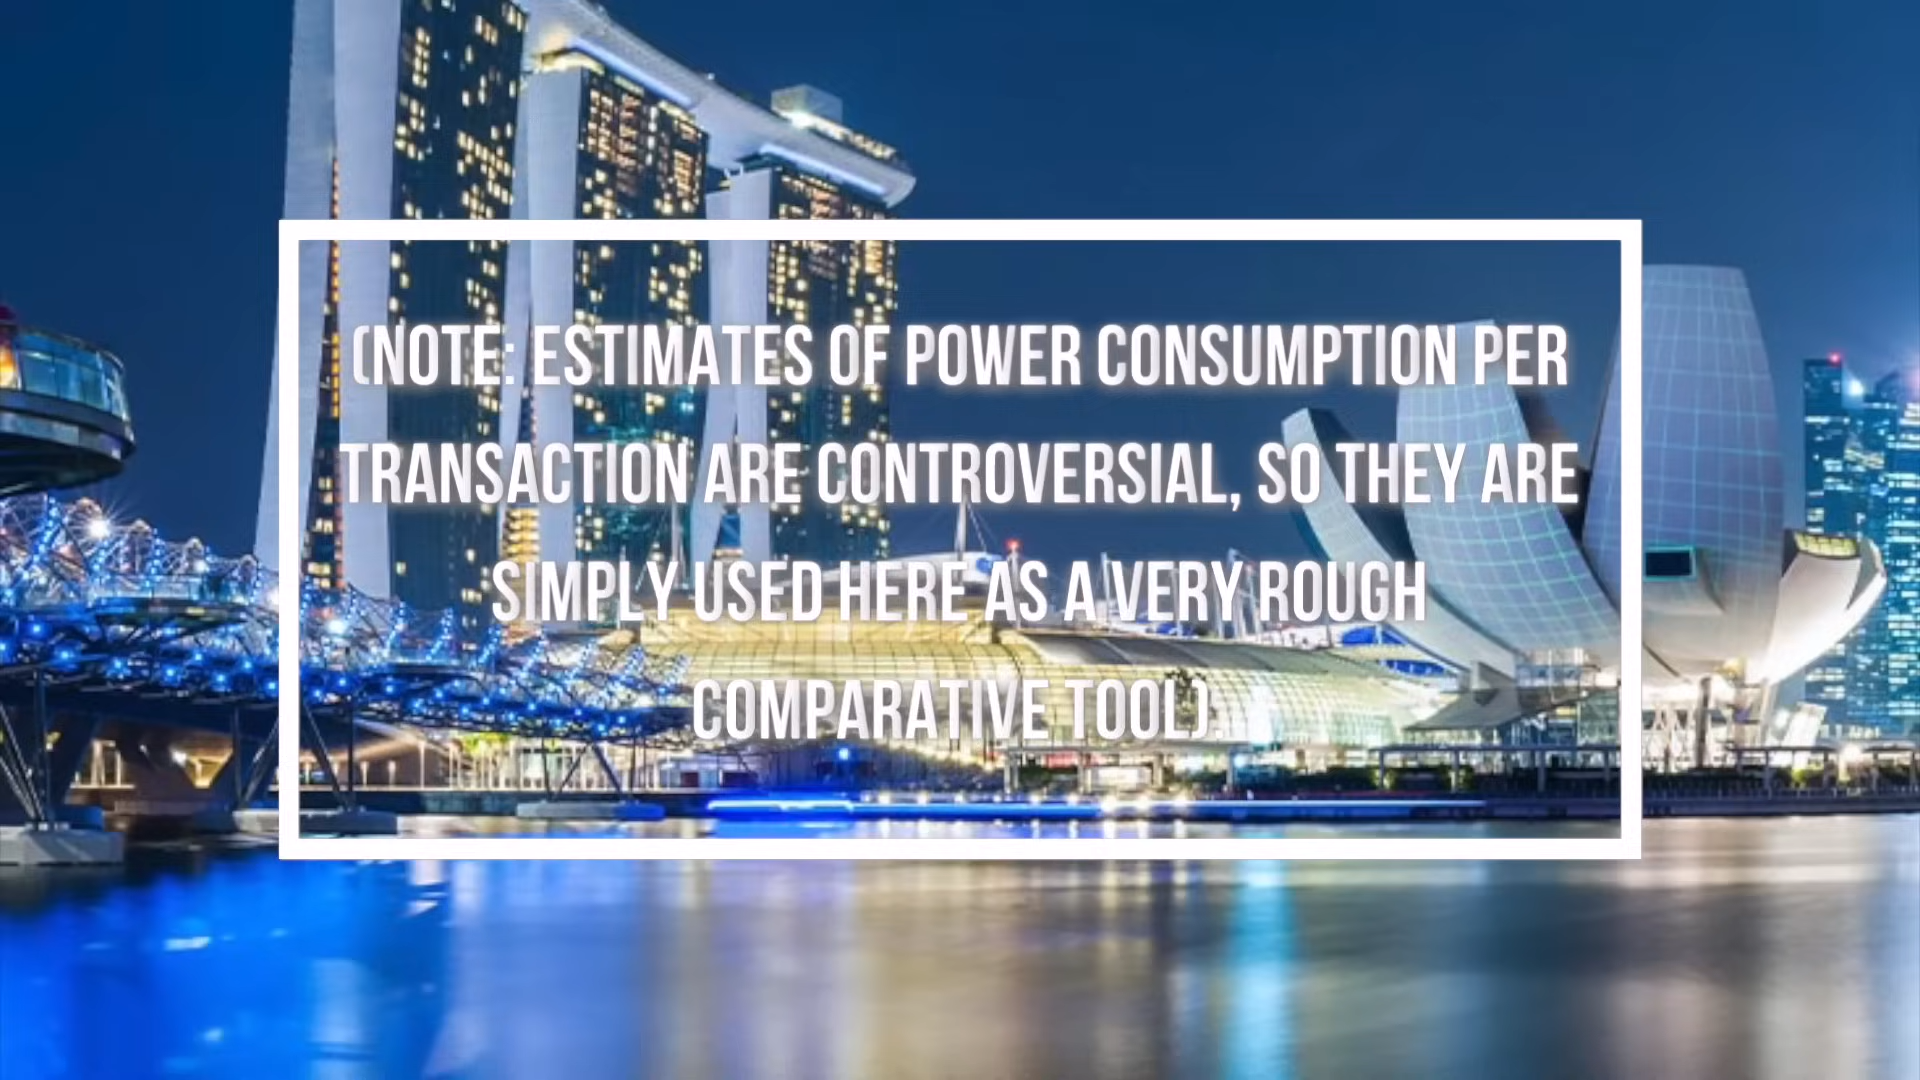 (NOTE: ESTIMATES OF POWER CONSUMPTION PER
TRANSACTION ARE CONTROVERSIAL, SO THEY ARE
SIMPLY USED HERE AS A VERY ROUGH
COMPARATIVE TOOL).